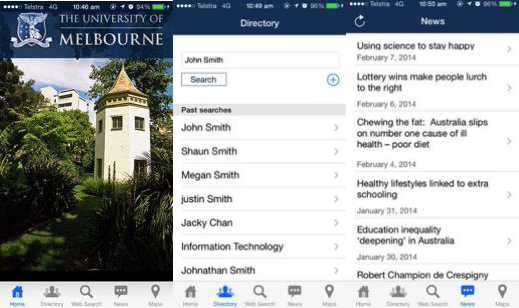 Telstra 4G 10:46 am 94%
THE UNIVERSITY OF
MELBOURNE
Home Directory Web Search News Maps
Telstra 4G 10:49 am 96%
Directory
John Smith
Search
Past searches
John Smith
Shaun Smith
Megan Smith
justin Smith
Jacky Chan
Information Technology
Johnathan Smith
Home Directory Web Search News Maps
Telstra 4G 10:50 am 96%
News
Using science to stay happy
February 7, 2014
Lottery wins make people lurch
to the right
February 6, 2014
Chewing the fat: Australia slips
on number one cause of ill
health – poor diet
February 4, 2014
Healthy lifestyles linked to extra
schooling
January 31, 2014
Education inequality
'deepening' in Australia
January 30, 2014
Robert Champion de Crespigny
Home Directory Web Search News Maps